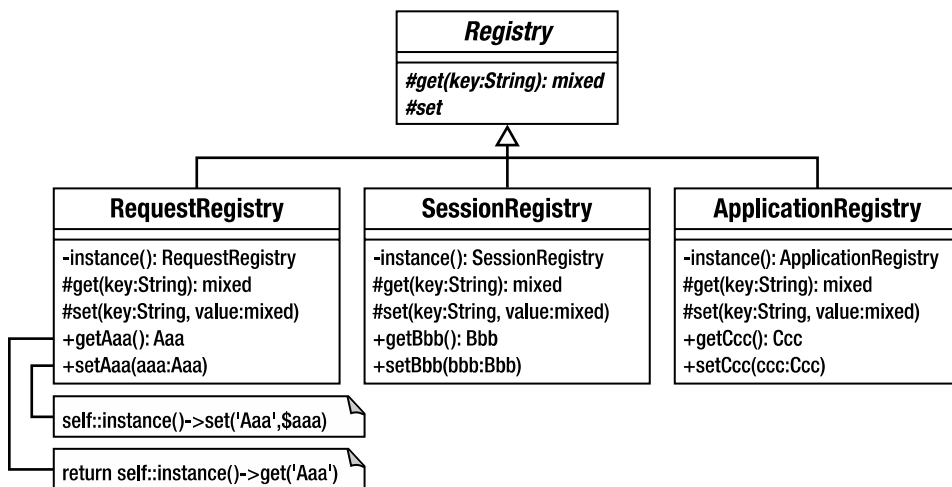 Registry
#get(key:String): mixed
#set
RequestRegistry
-instance(): RequestRegistry
#get(key:String): mixed
#set(key:String, value:mixed)
+getAaa(): Aaa
+setAaa(aaa:Aaa)
SessionRegistry
-instance(): SessionRegistry
#get(key:String): mixed
#set(key:String, value:mixed)
+getBbb(): Bbb
+setBbb(bbb:Bbb)
ApplicationRegistry
-instance(): ApplicationRegistry
#get(key:String): mixed
#set(key:String, value:mixed)
+getCcc(): Ccc
+setCcc(ccc:Ccc)
self::instance()->set('Aaa',$aaa)
return self::instance()->get('Aaa')